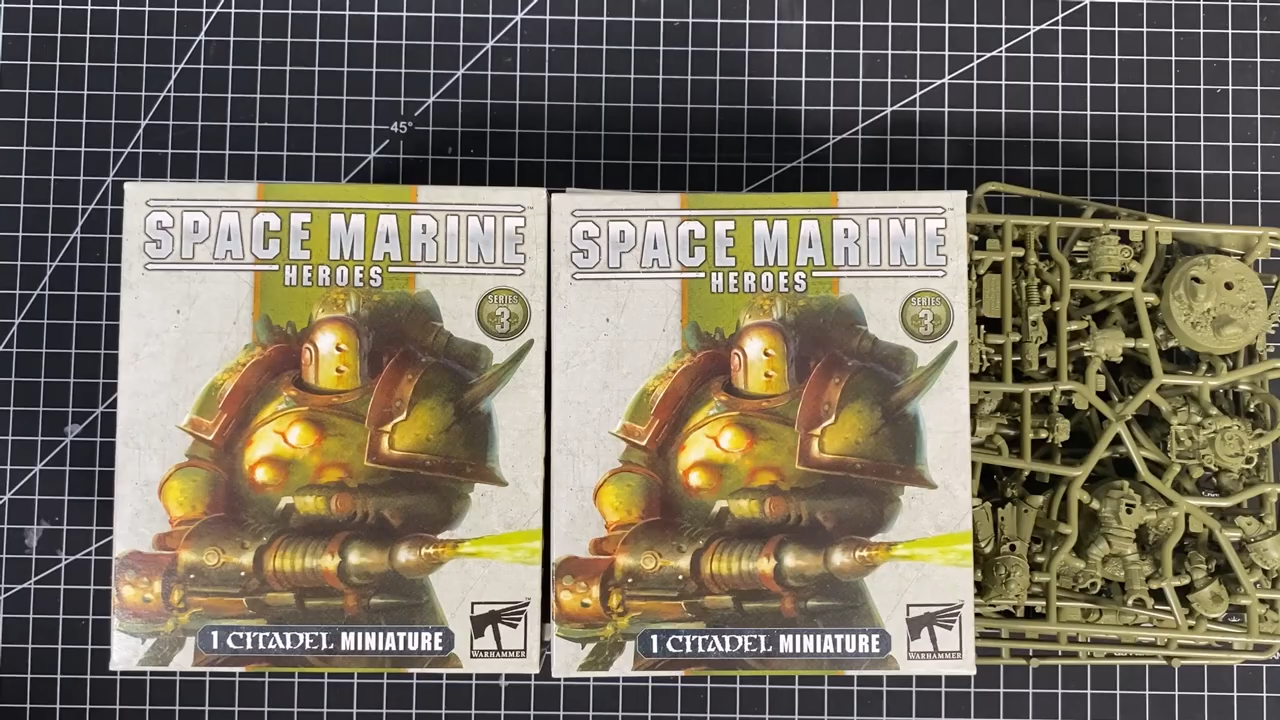 45°
SPACE MARINE
HEROES
SERIES
3
1 CITADEL MINIATURE
WARHAMMER
SPACE MARINE
HEROES
SERIES
3
1 CITADEL MINIATURE
WARHAMMER